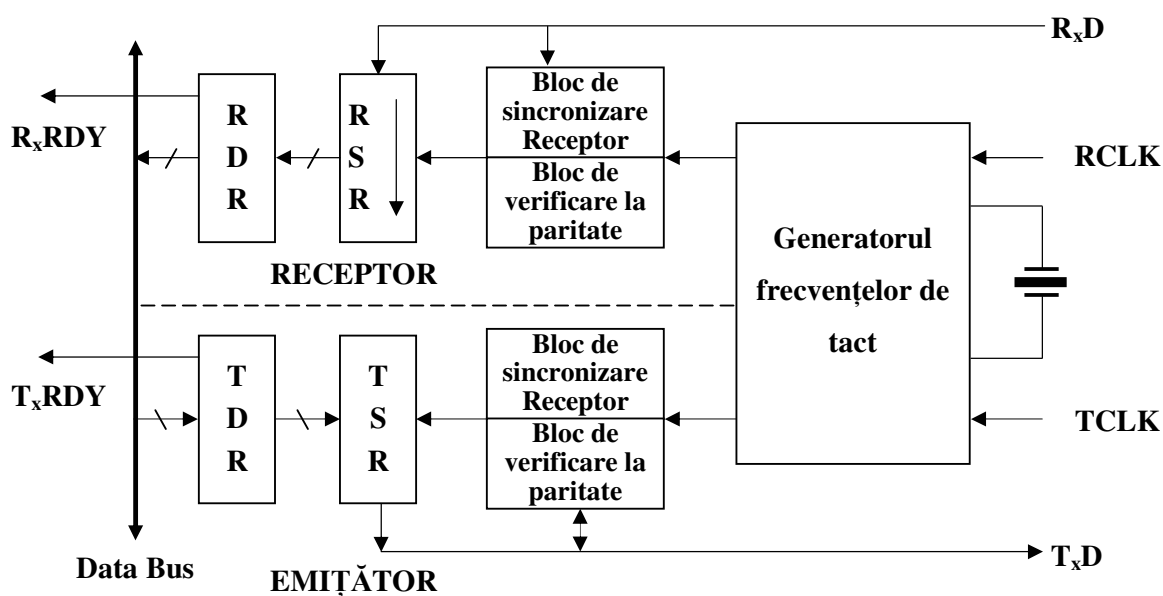 RₓD
RₓRDY
R
D
R
R
S
R
Bloc de
sincronizare
Receptor
Bloc de
verificare la
paritate
RCLK
Generatorul
frecvențelor de
tact
RECEPTOR
TₓRDY
T
D
R
T
S
R
Bloc de
sincronizare
Receptor
Bloc de
verificare la
paritate
TCLK
Data Bus
EMIȚĂTOR
TₓD